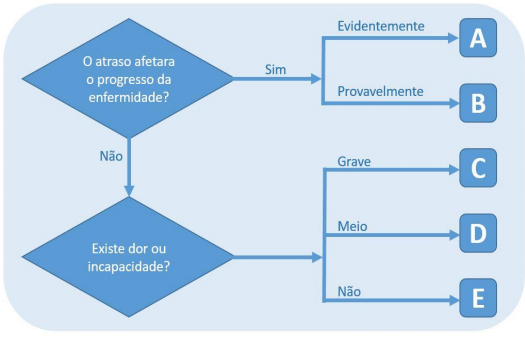 O atraso afetara
o progresso da
enfermidade?
Sim
Evidentemente
A
Provavelmente
B
Não
Existe dor ou
incapacidade?
Grave
C
Meio
D
Não
E